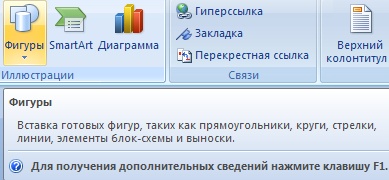 Фигуры SmartArt Диаграмма
Иллюстрации
Гиперссылка
Закладка
Перекрестная ссылка
Связи
Верхний
колонтитул
Фигуры
Вставка готовых фигур, таких как прямоугольники, круги, стрелки,
линии, элементы блок-схемы и выноски.
Для получения дополнительных сведений нажмите клавишу F1.